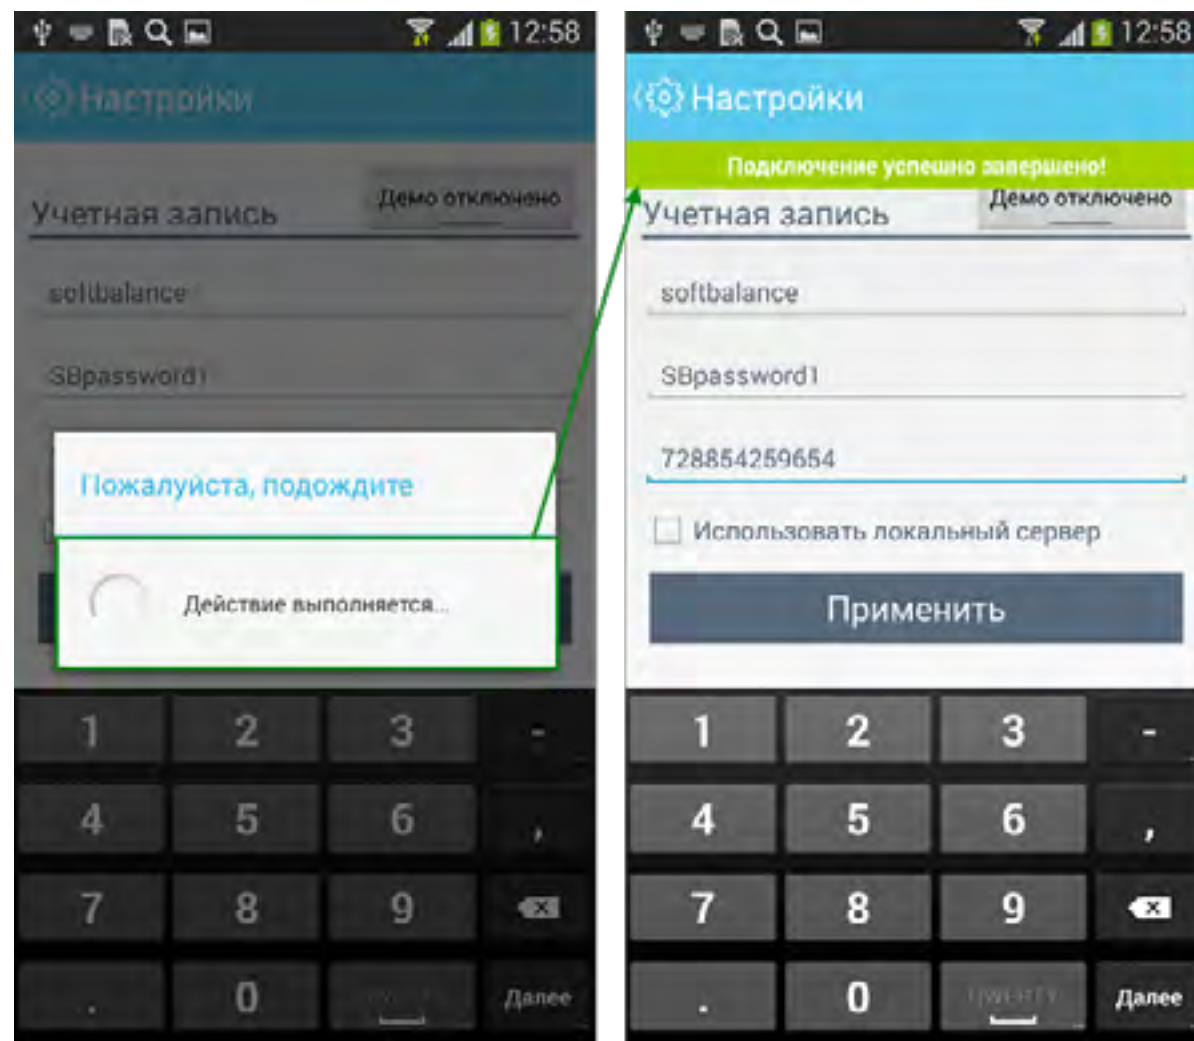 12:58
Настройки
Учетная запись
Демо отключено
softbalance
SBpassword1
Пожалуйста, подождите
Действие выполняется...
1 2 3 -
4 5 6 ,
7 8 9
. 0 Далее
12:58
Настройки
Подключение успешно завершено!
Учетная запись
Демо отключено
softbalance
SBpassword1
728854259654
Использовать локальный сервер
Применить
1 2 3 -
4 5 6 ,
7 8 9
. 0 QWERTY Далее